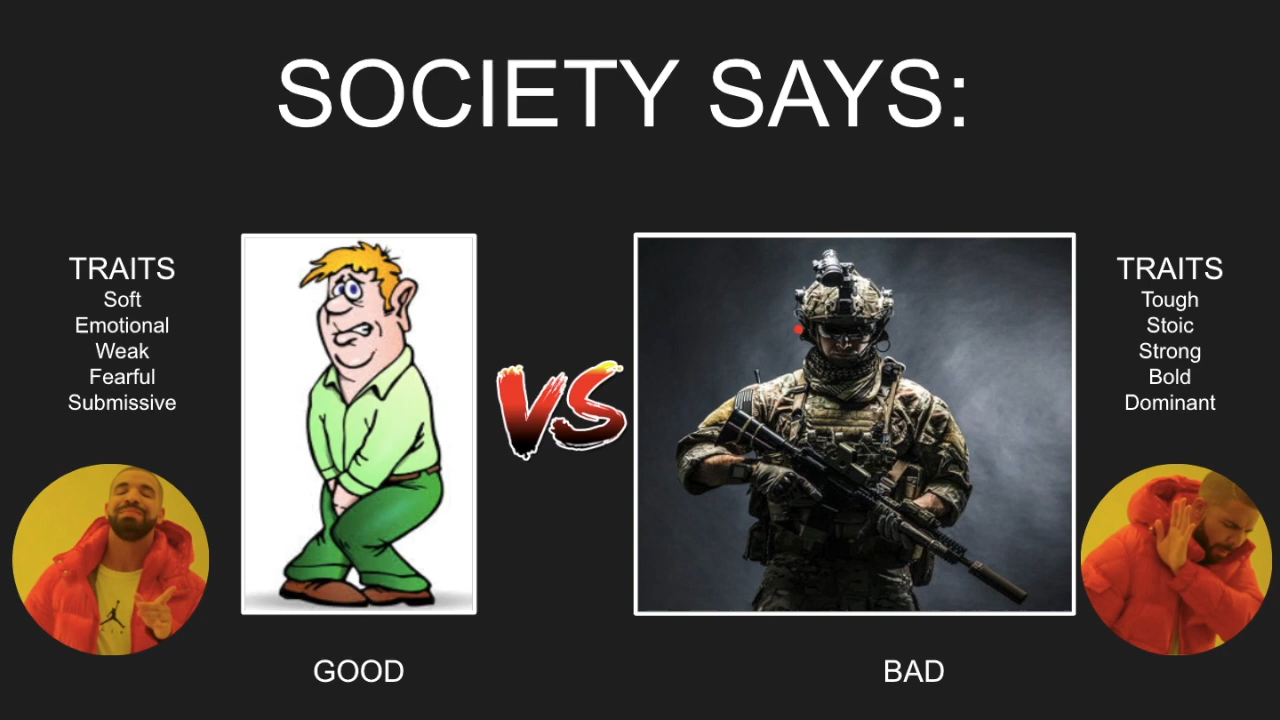 SOCIETY SAYS:
TRAITS
Soft
Emotional
Weak
Fearful
Submissive
VS
TRAITS
Tough
Stoic
Strong
Bold
Dominant
GOOD
BAD